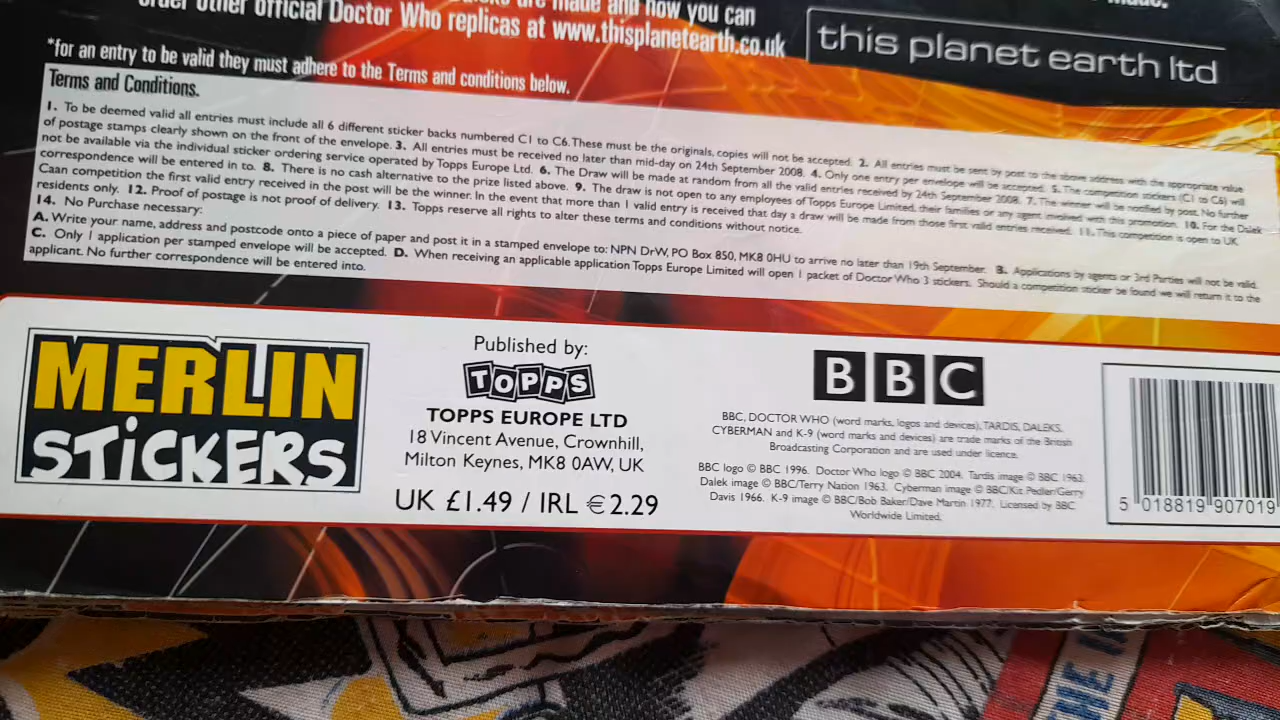 order other official Doctor Who replicas at www.thisplanetearth.co.uk
are made and how you can
made.
this planet earth ltd
*for an entry to be valid they must adhere to the Terms and conditions below.
Terms and Conditions.
1. To be deemed valid all entries must include all 6 different sticker backs numbered C1 to C6. These must be the originals, copies will not be accepted. 2. All entries must be sent by post to the above address with the appropriate value
of postage stamps clearly shown on the front of the envelope. 3. All entries must be received no later than mid-day on 24th September 2008. 4. Only one entry per envelope will be accepted. 5. The competition stickers (C1 to C6) will
not be available via the individual sticker ordering service operated by Topps Europe Ltd. 6. The Draw will be made at random from all the valid entries received by 24th September 2008. 7. The winner will be notified by post. No further
correspondence will be entered in to. 8. There is no cash alternative to the prize listed above. 9. The draw is not open to any employees of Topps Europe Limited, their families or any agent involved with this promotion. 10. For the Dalek
Caan competition the first valid entry received in the post will be the winner. In the event that more than 1 valid entry is received that day a draw will be made from those first valid entries received. 11. This competition is open to UK
residents only. 12. Proof of postage is not proof of delivery. 13. Topps reserve all rights to alter these terms and conditions without notice.
14. No Purchase necessary:
A. Write your name, address and postcode onto a piece of paper and post it in a stamped envelope to: NPN DrW, PO Box 850, MK8 0HU to arrive no later than 19th September. B. Applications by agents or 3rd Parties will not be valid.
C. Only 1 application per stamped envelope will be accepted. D. When receiving an applicable application Topps Europe Limited will open 1 packet of Doctor Who 3 stickers. Should a competition sticker be found we will return it to the
applicant. No further correspondence will be entered into.
MERLIN
STiCKERS
Published by:
TOPPS
TOPPS EUROPE LTD
18 Vincent Avenue, Crownhill,
Milton Keynes, MK8 0AW, UK
UK £1.49 / IRL €2.29
BBC
BBC, DOCTOR WHO (word marks, logos and devices), TARDIS, DALEKS,
CYBERMAN and K-9 (word marks and devices) are trade marks of the British
Broadcasting Corporation and are used under licence.
BBC logo © BBC 1996. Doctor Who logo © BBC 2004. Tardis image © BBC 1963.
Dalek image © BBC/Terry Nation 1963. Cyberman image © BBC/Kit Pedler/Gerry
Davis 1966. K-9 image © BBC/Bob Baker/Dave Martin 1977. Licensed by BBC
Worldwide Limited.
5 018819 907019
THE